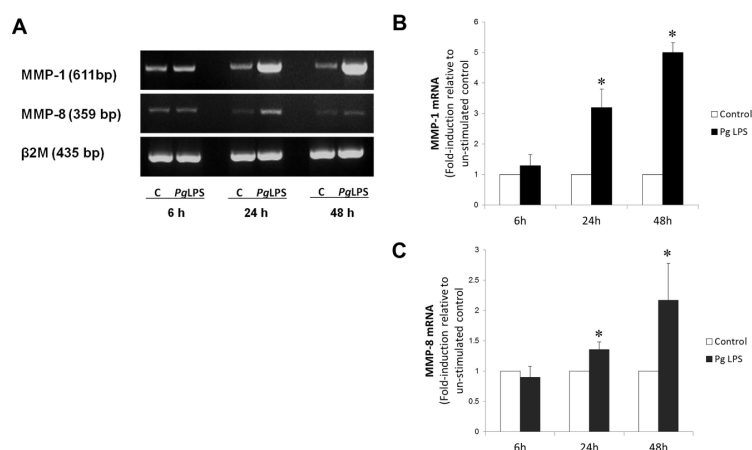 A
MMP-1 (611bp)
MMP-8 (359 bp)
β2M (435 bp)
C PgLPS C PgLPS C PgLPS
6 h 24 h 48 h
B
MMP-1 mRNA
(Fold-induction relative to
un-stimulated control
6
5
4
3
2
1
0
* *
6h 24h 48h
Control
Pg LPS
C
MMP-8 mRNA
(Fold-induction relative to
un-stimulated control
3
2.5
2
1.5
1
0.5
0
* *
6h 24h 48h
Control
Pg LPS